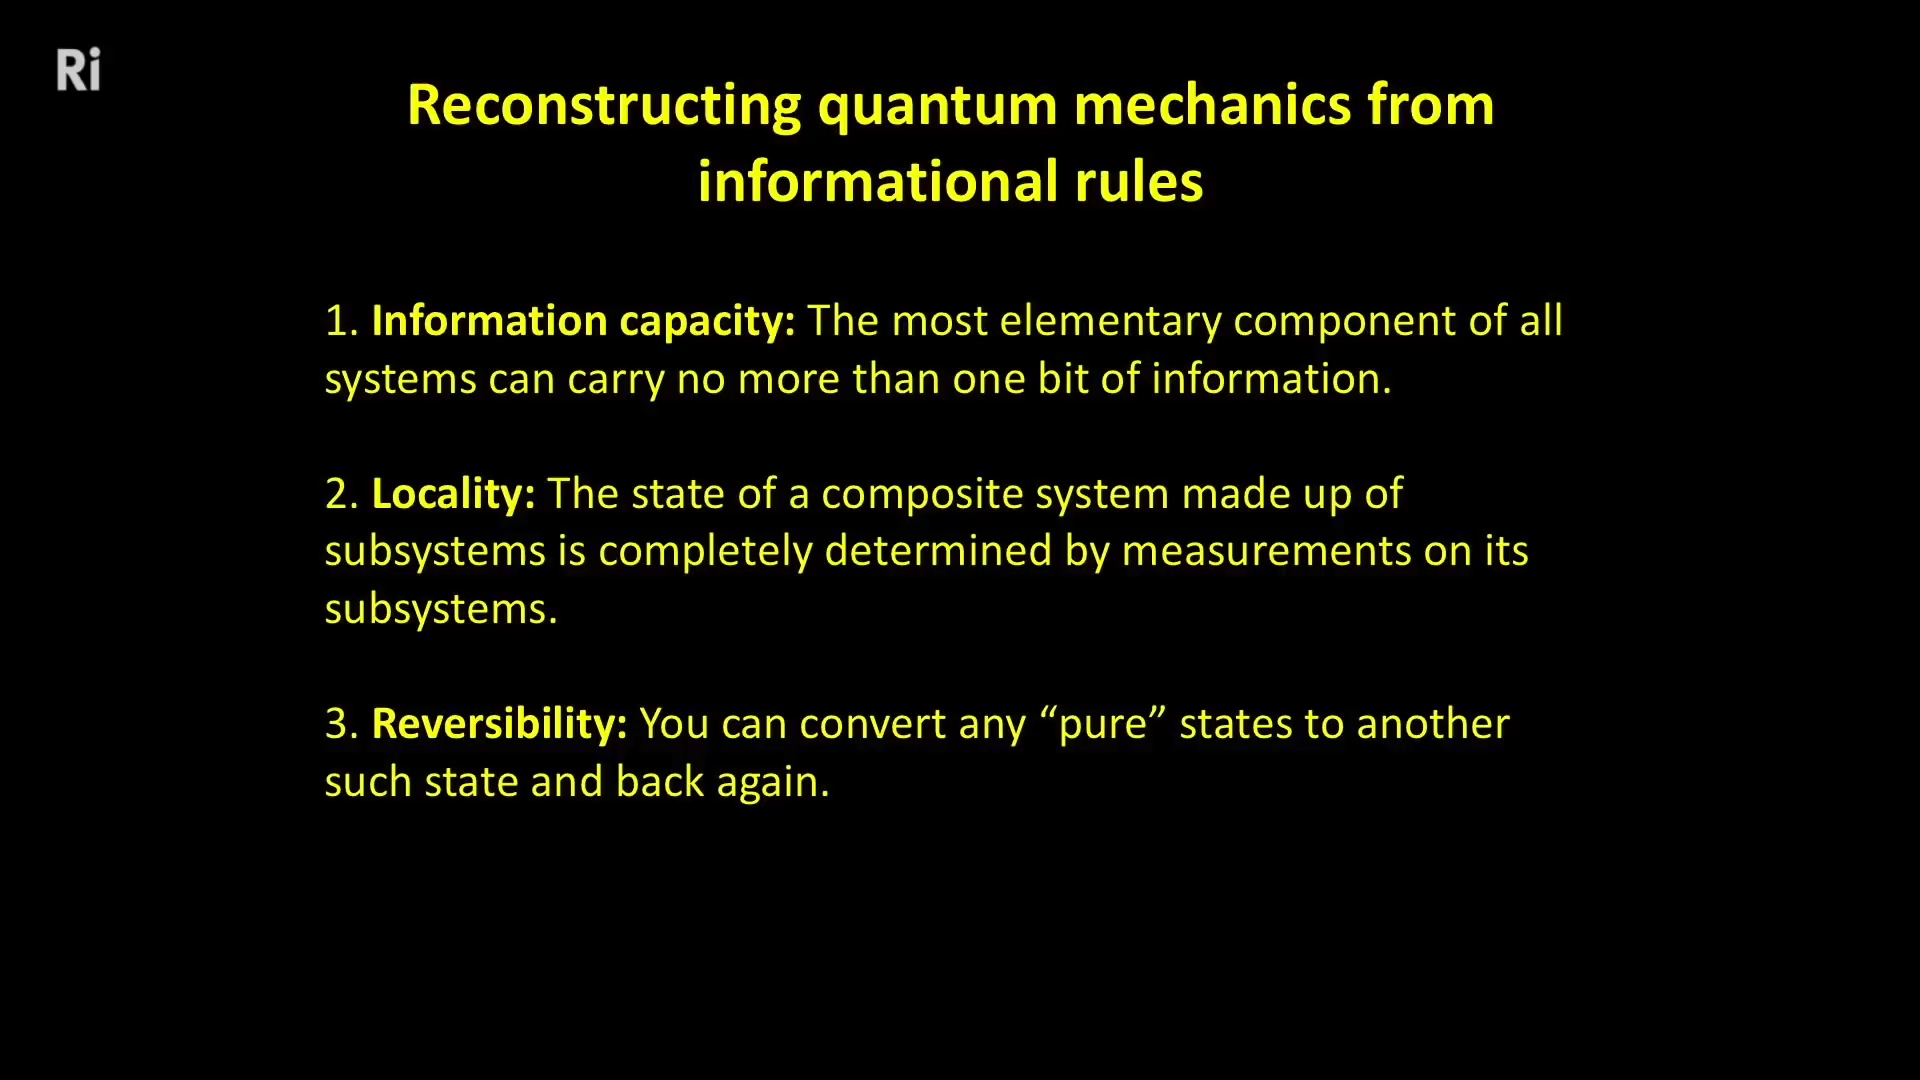 Ri
Reconstructing quantum mechanics from
informational rules
1. Information capacity: The most elementary component of all
systems can carry no more than one bit of information.
2. Locality: The state of a composite system made up of
subsystems is completely determined by measurements on its
subsystems.
3. Reversibility: You can convert any “pure” states to another
such state and back again.